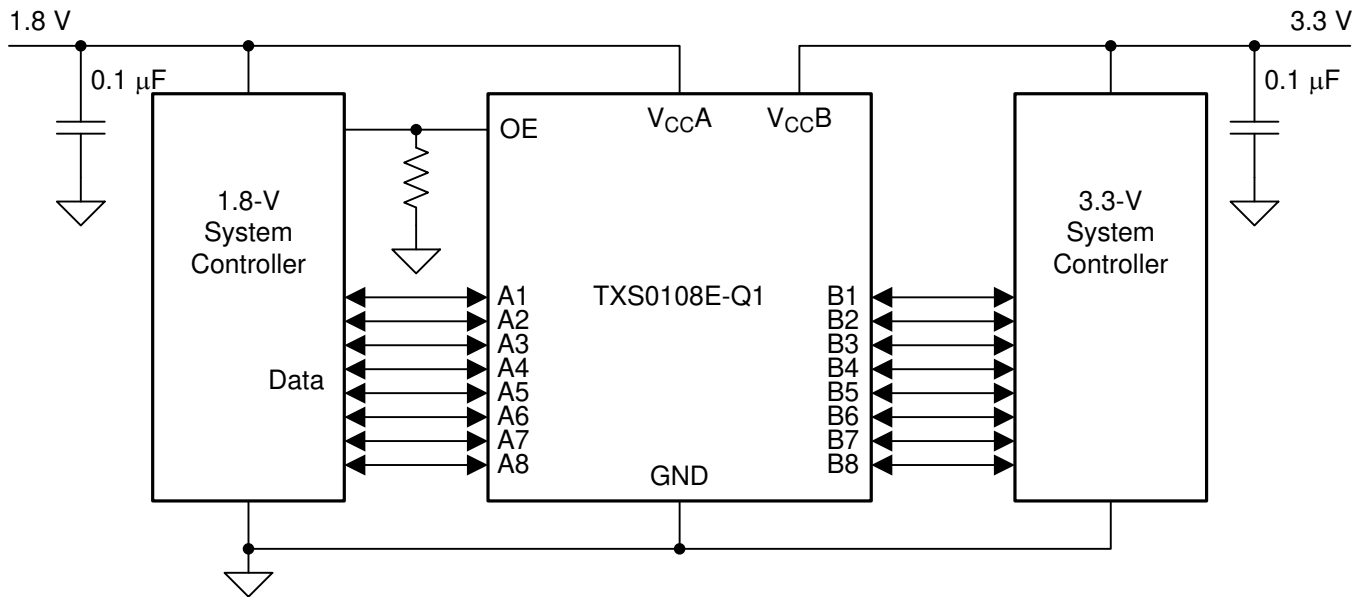 1.8 V
3.3 V
0.1 μF
0.1 μF
VCCA
VCCB
OE
1.8-V
System
Controller
3.3-V
System
Controller
TXS0108E-Q1
Data
A1
A2
A3
A4
A5
A6
A7
A8
B1
B2
B3
B4
B5
B6
B7
B8
GND